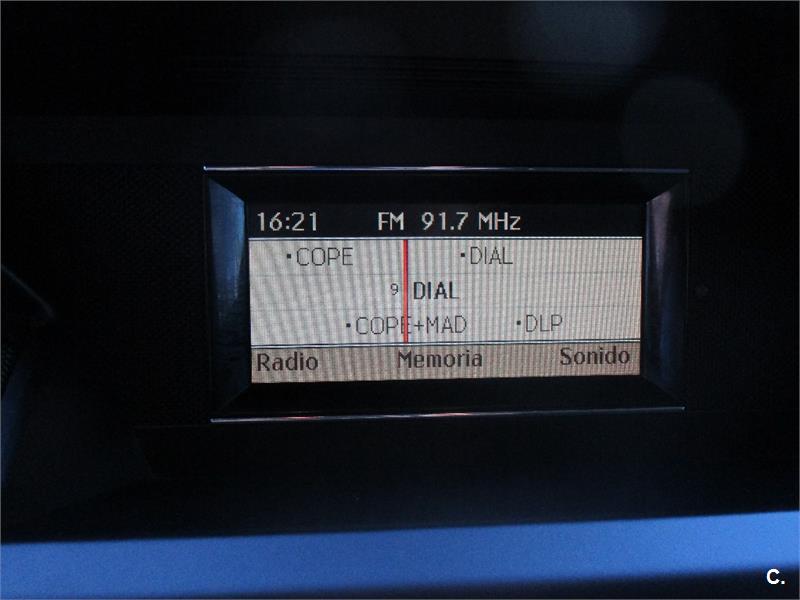 16:21 FM 91.7 MHz
·COPE ·DIAL
9 DIAL
·COPE+MAD ·DLP
Radio Memoria Sonido
C.